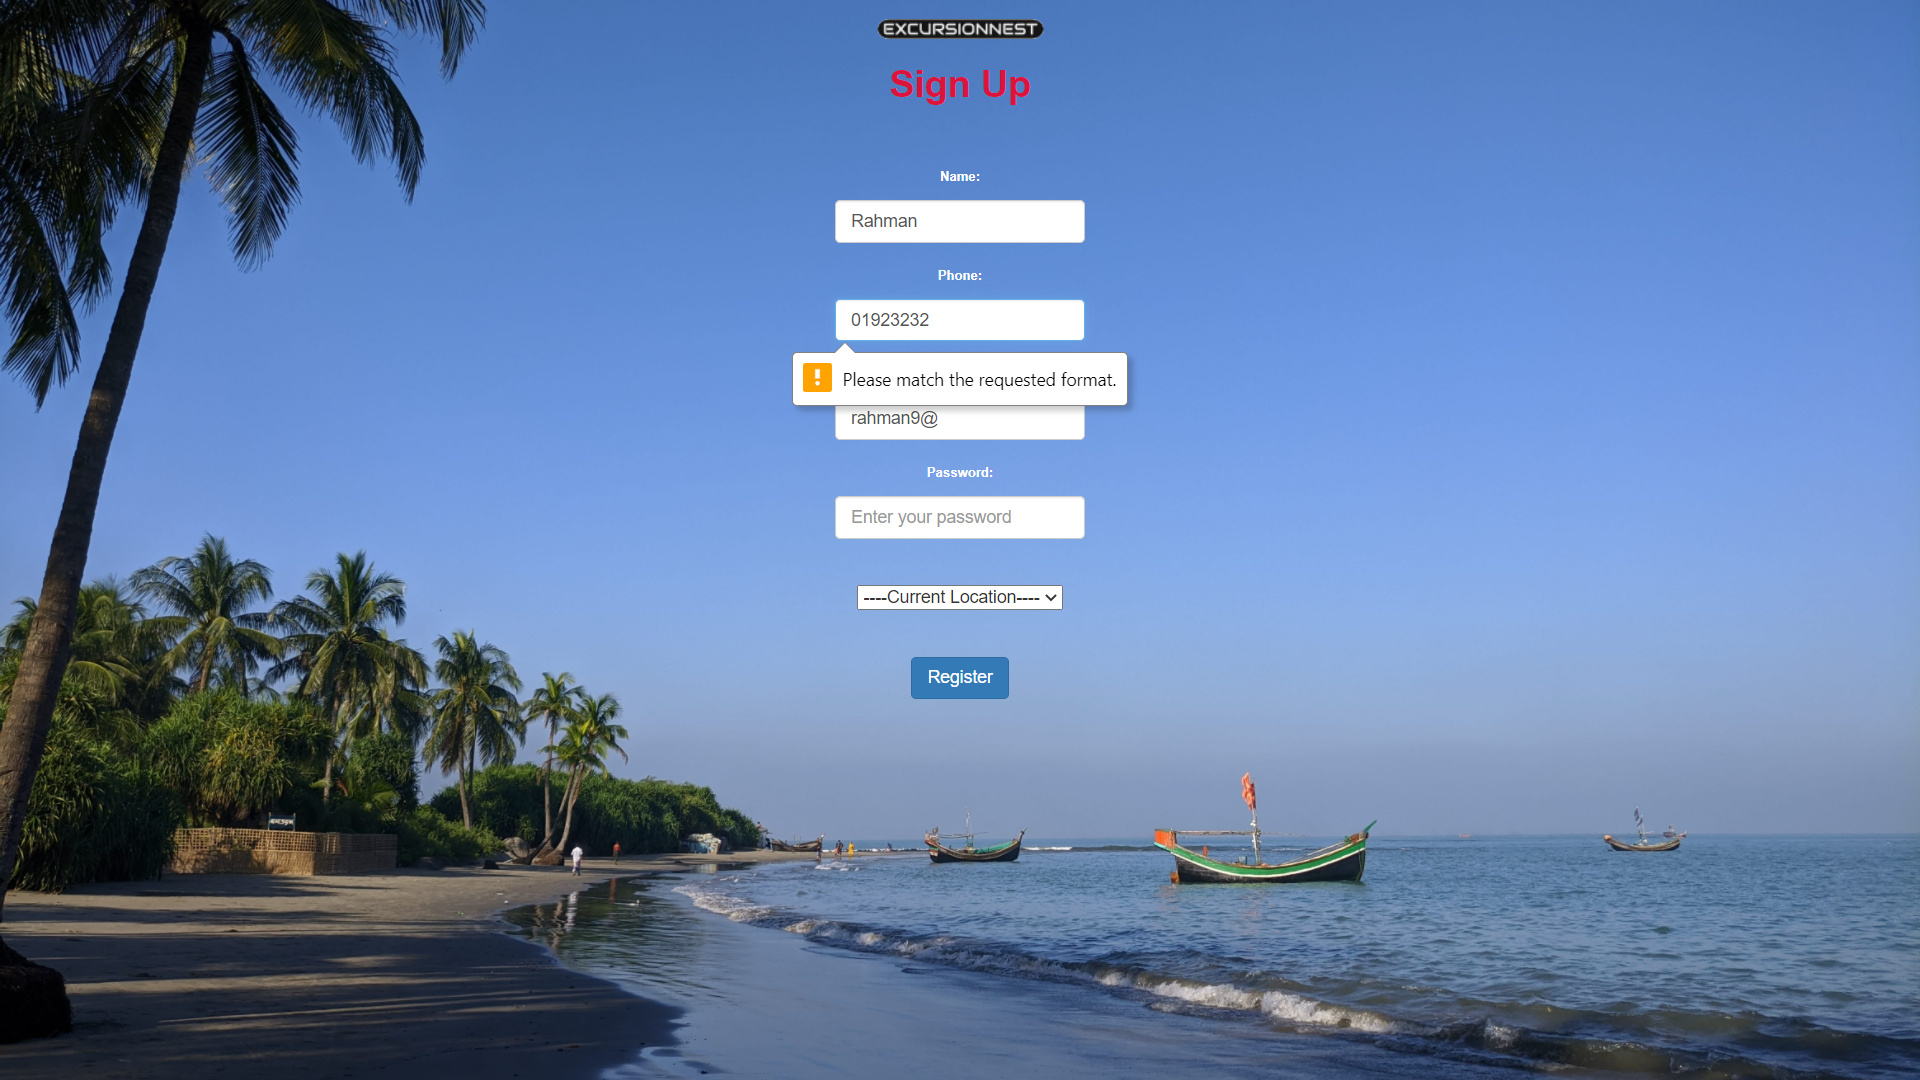 EXCURSIONNEST
Sign Up
Name:
Rahman
Phone:
01923232
Please match the requested format.
rahman9@
Password:
Enter your password
----Current Location----
Register